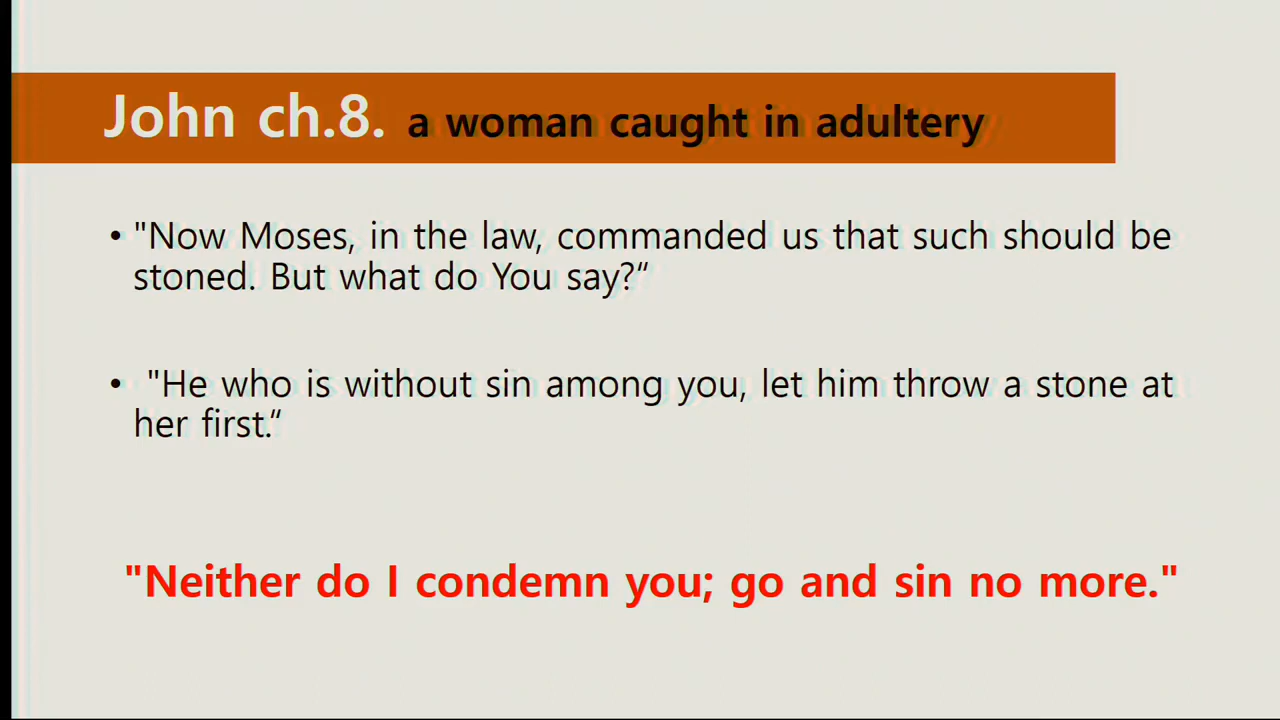 John ch.8. a woman caught in adultery
• "Now Moses, in the law, commanded us that such should be
stoned. But what do You say?“
• "He who is without sin among you, let him throw a stone at
her first.“
"Neither do I condemn you; go and sin no more."